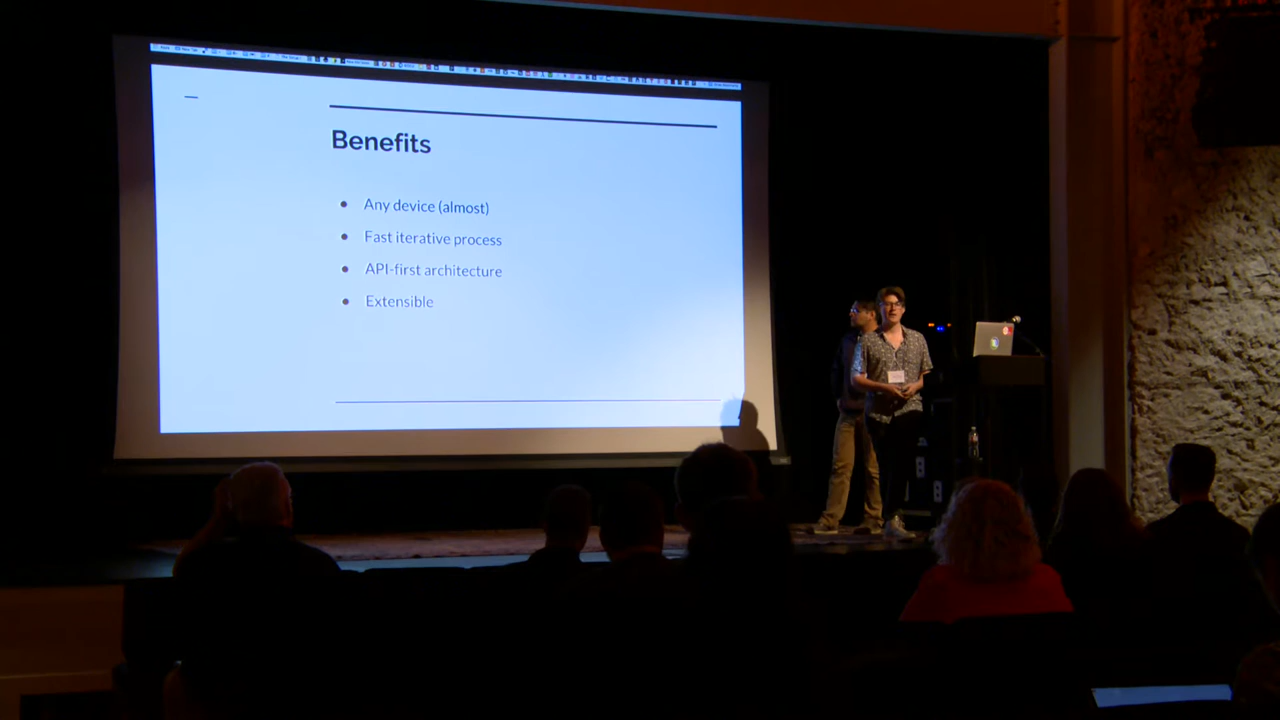 Benefits
Any device (almost)
Fast iterative process
API-first architecture
Extensible